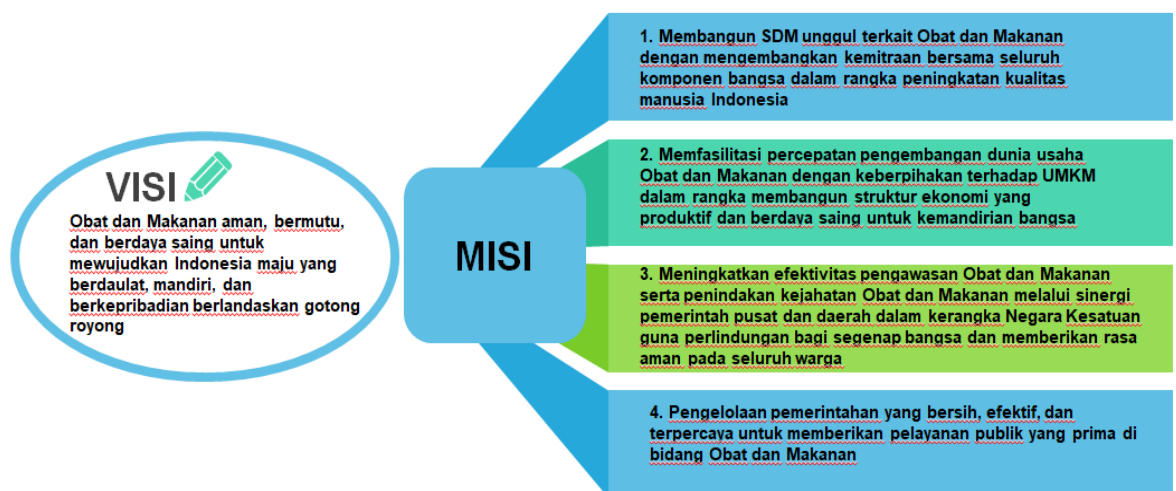 VISI
Obat dan Makanan aman, bermutu,
dan berdaya saing untuk
mewujudkan Indonesia maju yang
berdaulat, mandiri, dan
berkepribadian berlandaskan gotong
royong
MISI
1. Membangun SDM unggul terkait Obat dan Makanan
dengan mengembangkan kemitraan bersama seluruh
komponen bangsa dalam rangka peningkatan kualitas
manusia Indonesia
2. Memfasilitasi percepatan pengembangan dunia usaha
Obat dan Makanan dengan keberpihakan terhadap UMKM
dalam rangka membangun struktur ekonomi yang
produktif dan berdaya saing untuk kemandirian bangsa
3. Meningkatkan efektivitas pengawasan Obat dan Makanan
serta penindakan kejahatan Obat dan Makanan melalui sinergi
pemerintah pusat dan daerah dalam kerangka Negara Kesatuan
guna perlindungan bagi segenap bangsa dan memberikan rasa
aman pada seluruh warga
4. Pengelolaan pemerintahan yang bersih, efektif, dan
terpercaya untuk memberikan pelayanan publik yang prima di
bidang Obat dan Makanan